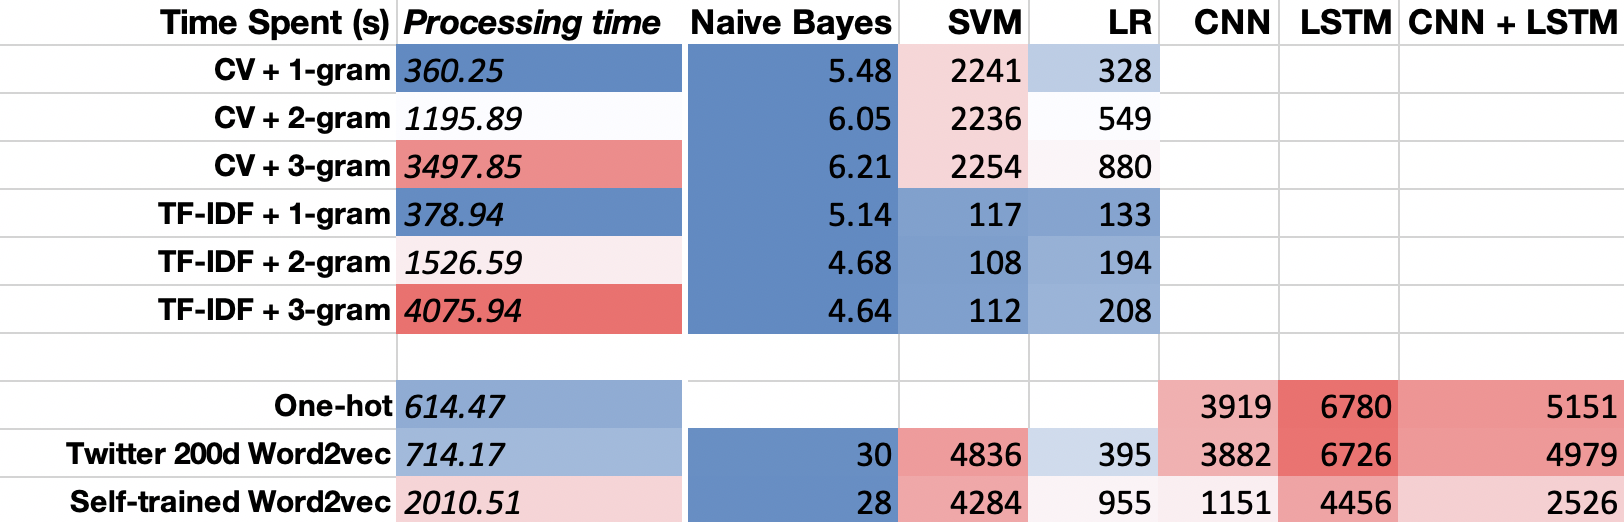 Time Spent (s) Processing time Naive Bayes SVM LR CNN LSTM CNN + LSTM
CV + 1-gram 360.25 5.48 2241 328
CV + 2-gram 1195.89 6.05 2236 549
CV + 3-gram 3497.85 6.21 2254 880
TF-IDF + 1-gram 378.94 5.14 117 133
TF-IDF + 2-gram 1526.59 4.68 108 194
TF-IDF + 3-gram 4075.94 4.64 112 208
One-hot 614.47 3919 6780 5151
Twitter 200d Word2vec 714.17 30 4836 395 3882 6726 4979
Self-trained Word2vec 2010.51 28 4284 955 1151 4456 2526